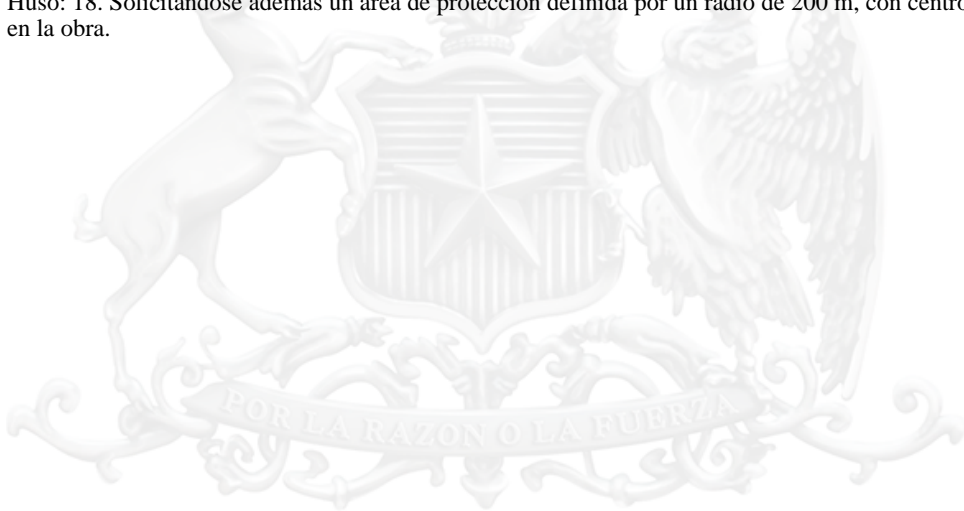 Huso: 18. Solicitándose además un área de protección definida por un radio de 200 m, con centro
en la obra.
POR LA RAZON O LA FUERZA